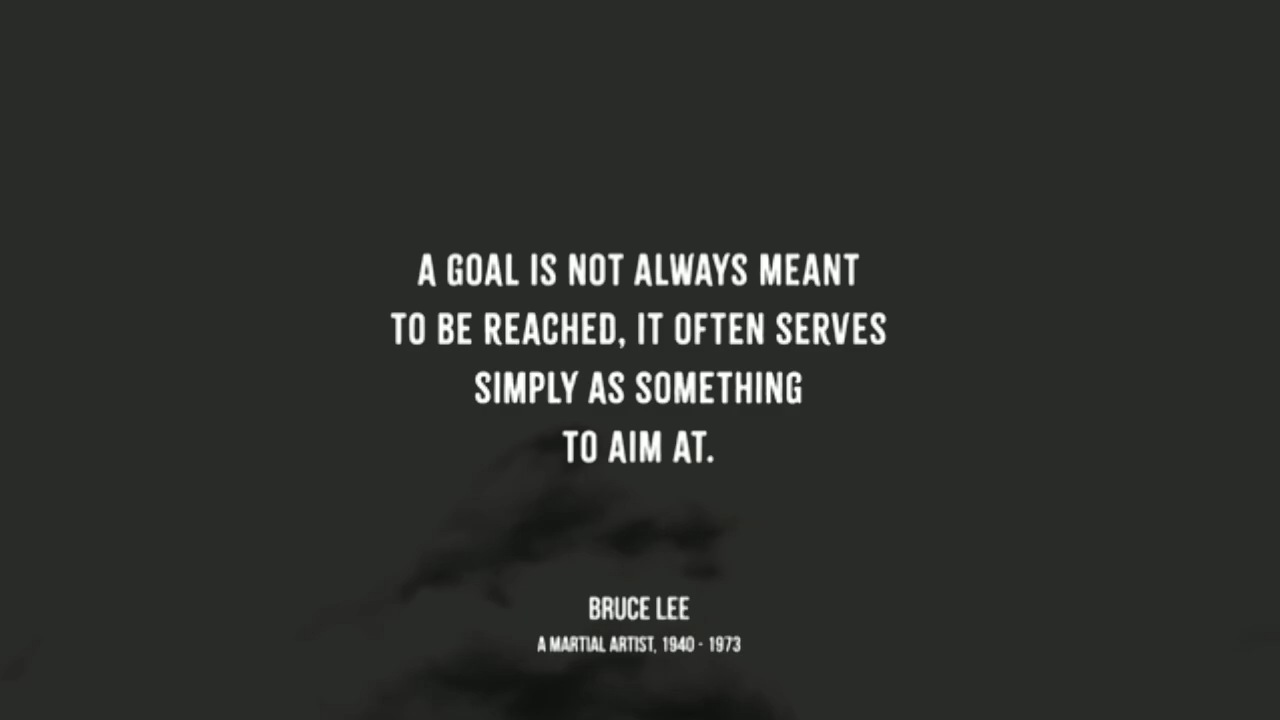 A GOAL IS NOT ALWAYS MEANT
TO BE REACHED, IT OFTEN SERVES
SIMPLY AS SOMETHING
TO AIM AT.
BRUCE LEE
A MARTIAL ARTIST, 1940 - 1973